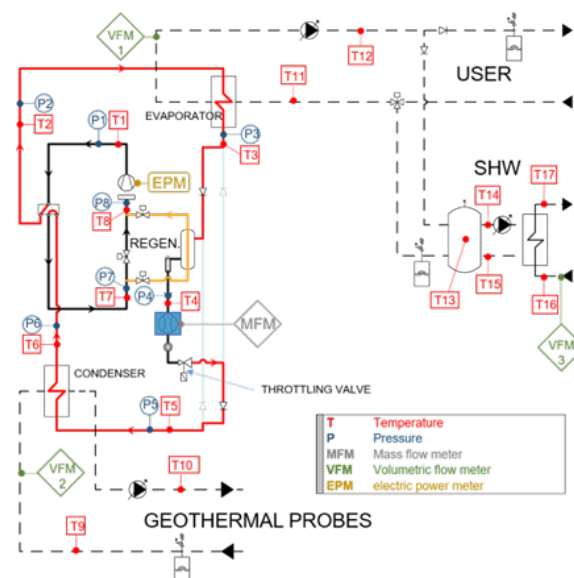 VFM
1
T12
T11
USER
P2
T2
EVAPORATOR
P1
T1
P3
T3
EPM
SHW
T17
P8
T8
T14
REGEN.
P7
T7
P4
T4
T13
T15
T16
P6
T6
MFM
VFM
3
CONDENSER
THROTTLING VALVE
P5
T5
T Temperature
P Pressure
MFM Mass flow meter
VFM Volumetric flow meter
EPM electric power meter
VFM
2
T10
GEOTHERMAL PROBES
T9